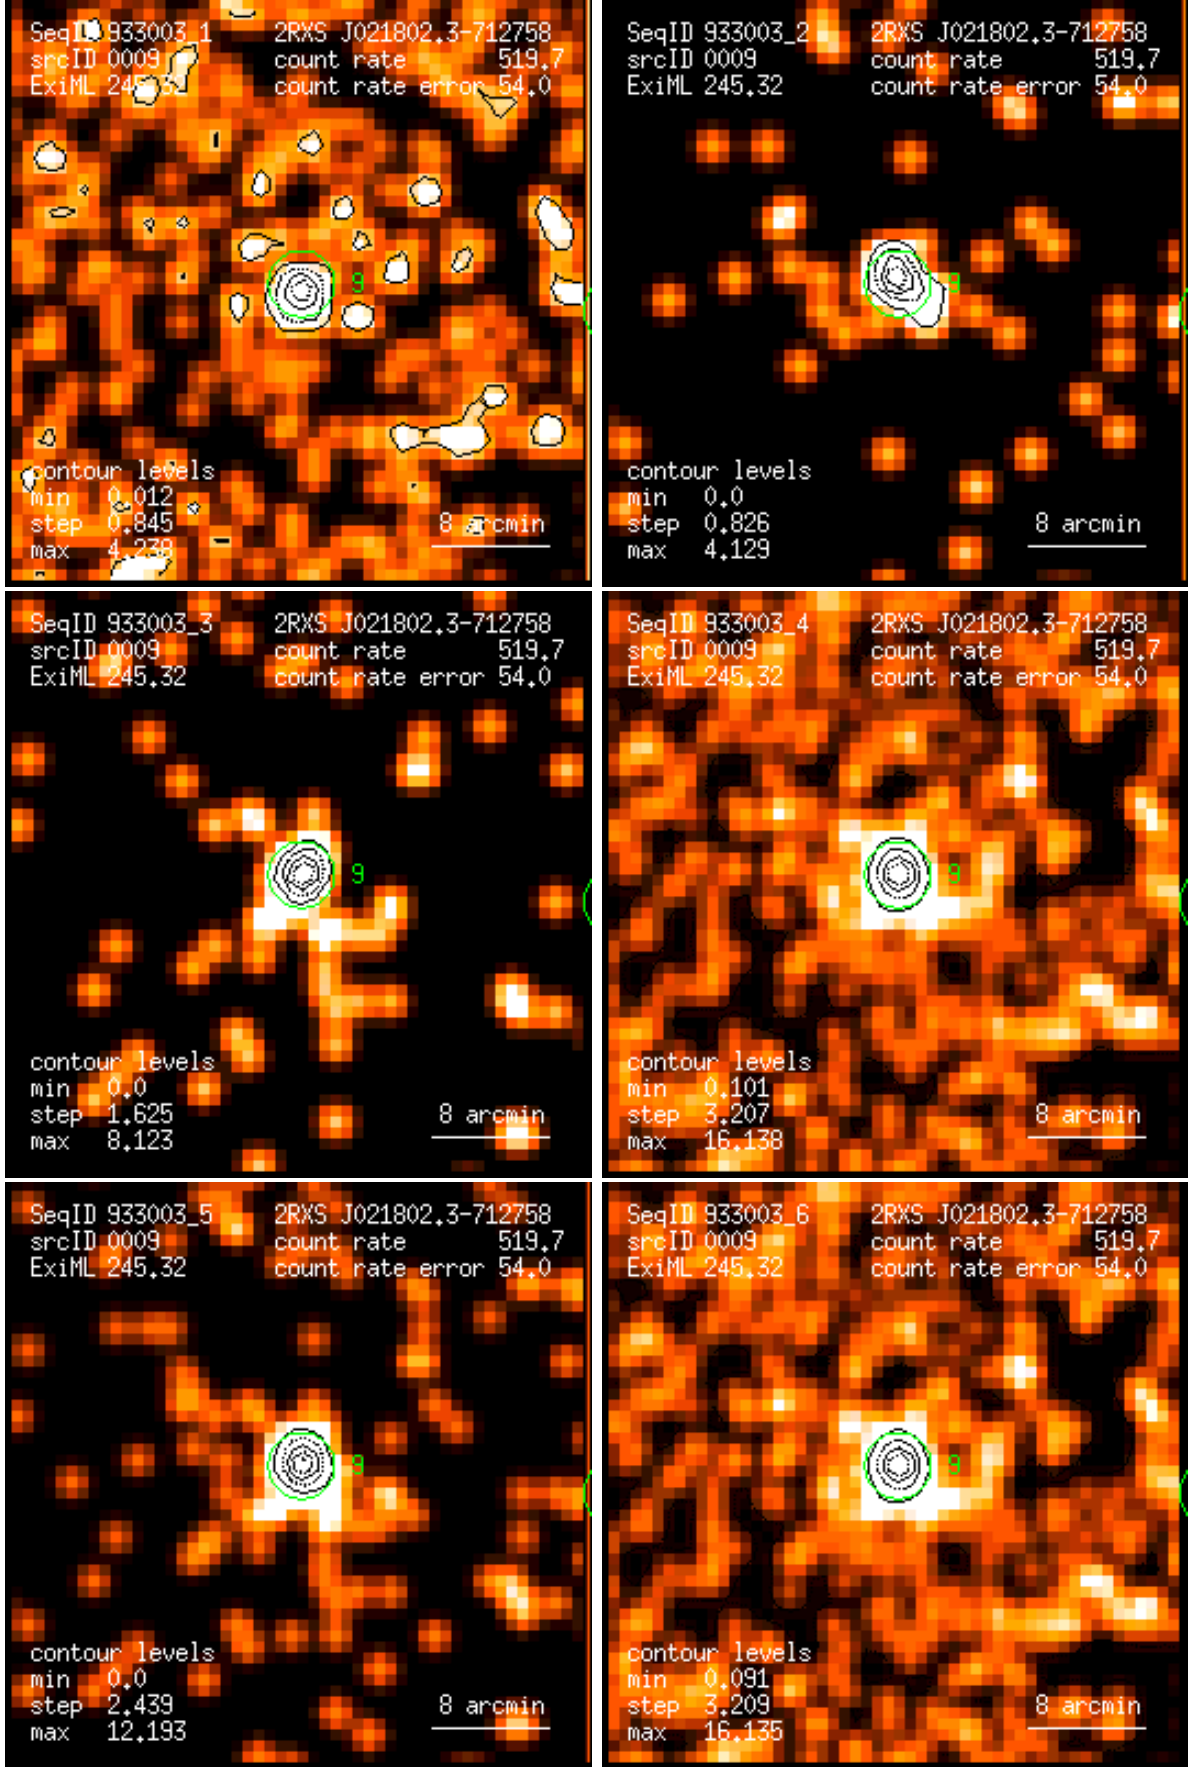 SeqID 933003_1 2RXS J021802.3-712758
srcID 0009 count rate 519.7
ExiML 245.32 count rate error 54.0
9
contour levels
min 0.012
step 0.845 8 arcmin
max 4.238
SeqID 933003_2 2RXS J021802.3-712758
srcID 0009 count rate 519.7
ExiML 245.32 count rate error 54.0
9
contour levels
min 0.0
step 0.826 8 arcmin
max 4.129
SeqID 933003_3 2RXS J021802.3-712758
srcID 0009 count rate 519.7
ExiML 245.32 count rate error 54.0
9
contour levels
min 0.0
step 1.625 8 arcmin
max 8.123
SeqID 933003_4 2RXS J021802.3-712758
srcID 0009 count rate 519.7
ExiML 245.32 count rate error 54.0
9
contour levels
min 0.101
step 3.207 8 arcmin
max 16.138
SeqID 933003_5 2RXS J021802.3-712758
srcID 0009 count rate 519.7
ExiML 245.32 count rate error 54.0
9
contour levels
min 0.0
step 2.439 8 arcmin
max 12.193
SeqID 933003_6 2RXS J021802.3-712758
srcID 0009 count rate 519.7
ExiML 245.32 count rate error 54.0
9
contour levels
min 0.091
step 3.209 8 arcmin
max 16.135